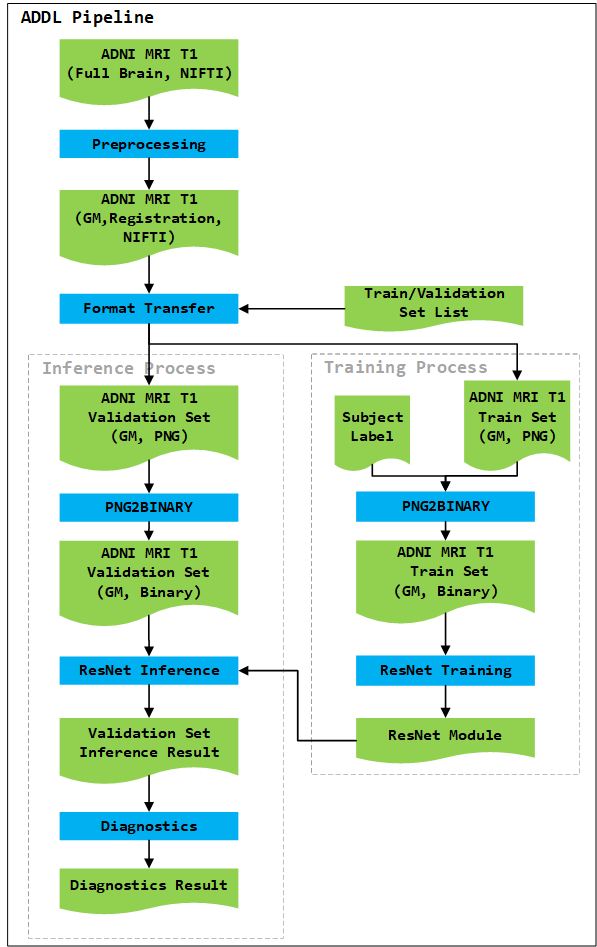 ADDL Pipeline
ADNI MRI T1
(Full Brain, NIFTI)
Preprocessing
ADNI MRI T1
(GM,Registration,
NIFTI)
Format Transfer
Train/Validation
Set List
Inference Process
ADNI MRI T1
Validation Set
(GM, PNG)
PNG2BINARY
ADNI MRI T1
Validation Set
(GM, Binary)
ResNet Inference
Validation Set
Inference Result
Diagnostics
Diagnostics Result
Training Process
Subject
Label
ADNI MRI T1
Train Set
(GM, PNG)
PNG2BINARY
ADNI MRI T1
Train Set
(GM, Binary)
ResNet Training
ResNet Module